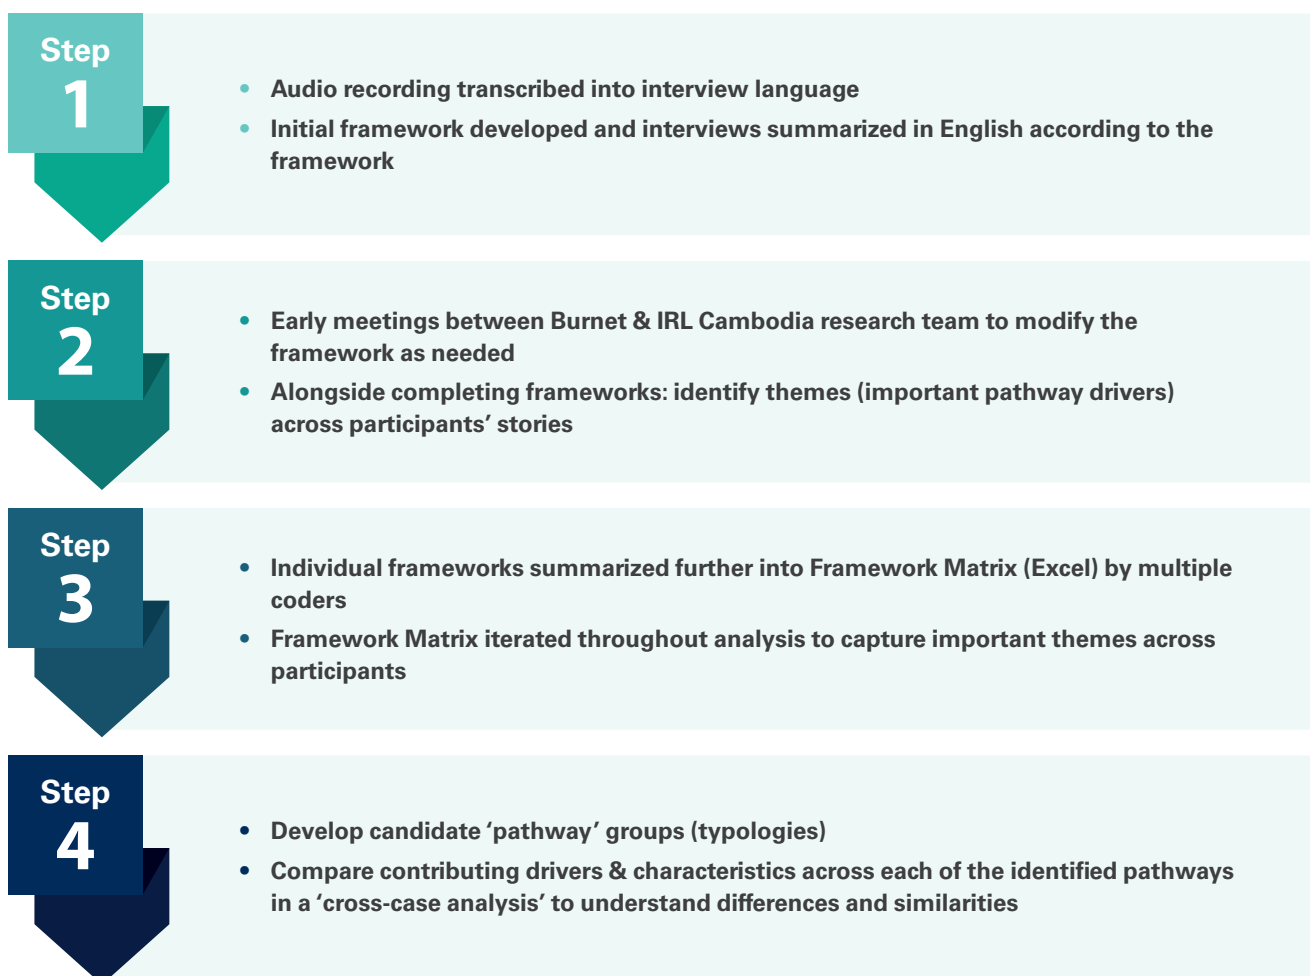 Step
1
• Audio recording transcribed into interview language
• Initial framework developed and interviews summarized in English according to the
framework
Step
2
• Early meetings between Burnet & IRL Cambodia research team to modify the
framework as needed
• Alongside completing frameworks: identify themes (important pathway drivers)
across participants’ stories
Step
3
• Individual frameworks summarized further into Framework Matrix (Excel) by multiple
coders
• Framework Matrix iterated throughout analysis to capture important themes across
participants
Step
4
• Develop candidate ‘pathway’ groups (typologies)
• Compare contributing drivers & characteristics across each of the identified pathways
in a ‘cross-case analysis’ to understand differences and similarities